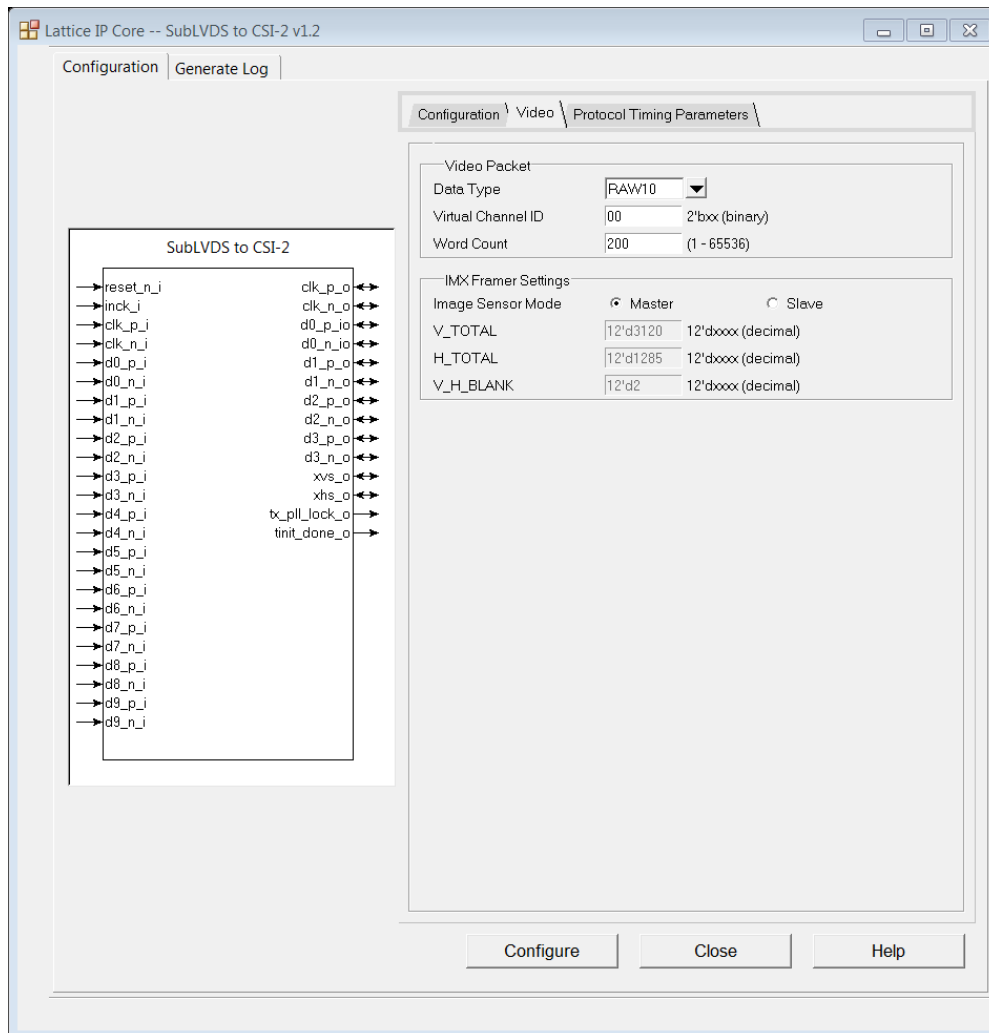 Lattice IP Core -- SubLVDS to CSI-2 v1.2
Configuration Generate Log
Configuration Video Protocol Timing Parameters
Video Packet
Data Type RAW10
Virtual Channel ID 00 2'bxx (binary)
Word Count 200 (1 - 65536)
IMX Framer Settings
Image Sensor Mode Master Slave
V_TOTAL 12'd3120 12'dxxxx (decimal)
H_TOTAL 12'd1285 12'dxxxx (decimal)
V_H_BLANK 12'd2 12'dxxxx (decimal)
SubLVDS to CSI-2
reset_n_i clk_p_o
inck_i clk_n_o
clk_p_i d0_p_io
clk_n_i d0_n_io
d0_p_i d1_p_o
d0_n_i d1_n_o
d1_p_i d2_p_o
d1_n_i d2_n_o
d2_p_i d3_p_o
d2_n_i d3_n_o
d3_p_i xvs_o
d3_n_i xhs_o
d4_p_i tx_pll_lock_o
d4_n_i tinit_done_o
d5_p_i
d5_n_i
d6_p_i
d6_n_i
d7_p_i
d7_n_i
d8_p_i
d8_n_i
d9_p_i
d9_n_i
Configure Close Help